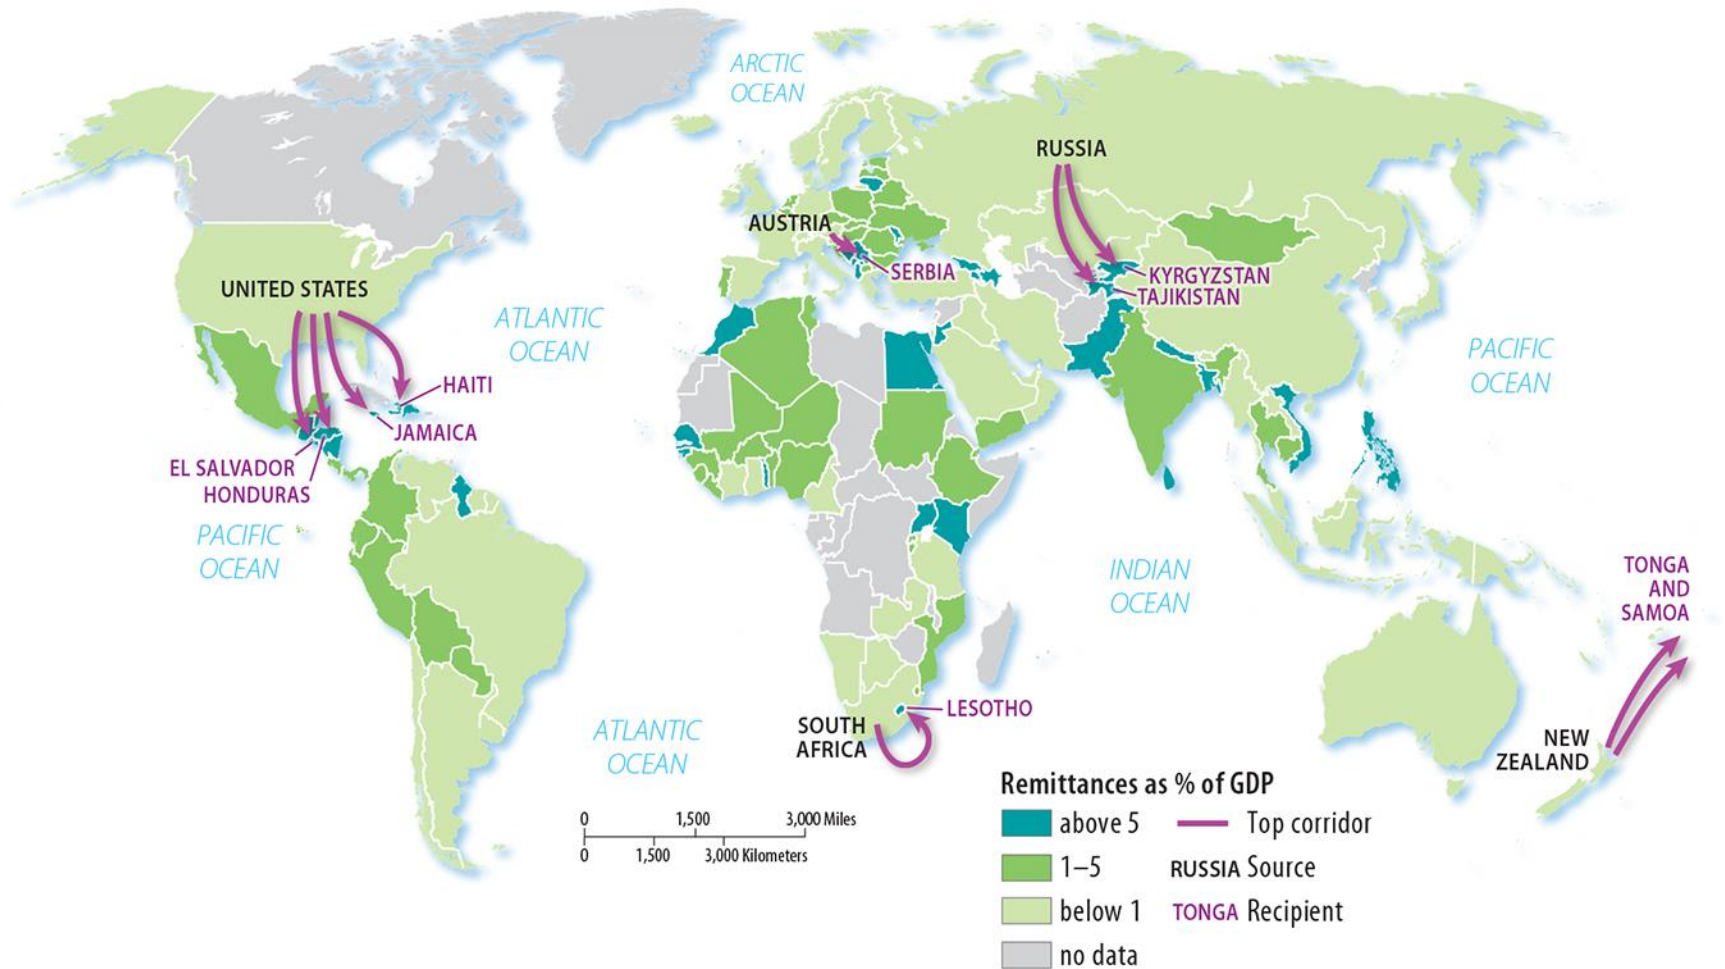 ARCTIC
OCEAN
RUSSIA
AUSTRIA
SERBIA
KYRGYZSTAN
TAJIKISTAN
UNITED STATES
ATLANTIC
OCEAN
PACIFIC
OCEAN
HAITI
JAMAICA
EL SALVADOR
HONDURAS
PACIFIC
OCEAN
INDIAN
OCEAN
TONGA
AND
SAMOA
LESOTHO
SOUTH
AFRICA
ATLANTIC
OCEAN
NEW
ZEALAND
0 1,500 3,000 Miles
0 1,500 3,000 Kilometers
Remittances as % of GDP
above 5 Top corridor
1–5 RUSSIA Source
below 1 TONGA Recipient
no data